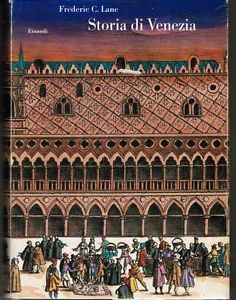 Frederic C. Lane
Storia di Venezia
Einaudi